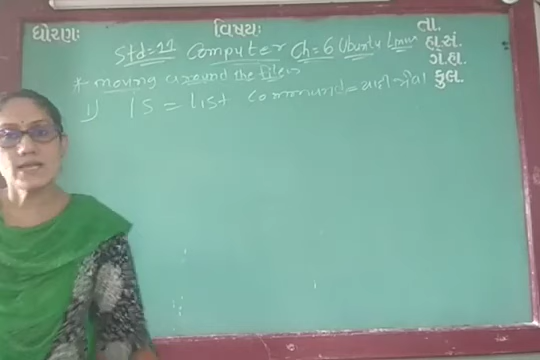 ધોરણઃ વિષયઃ તા.
હા.સં.
ગે.હા.
કુલ.
Std=11 Computer Ch=6 Ubuntu Linux
* moving around the files
1) ls = List command = યાદી જોવા